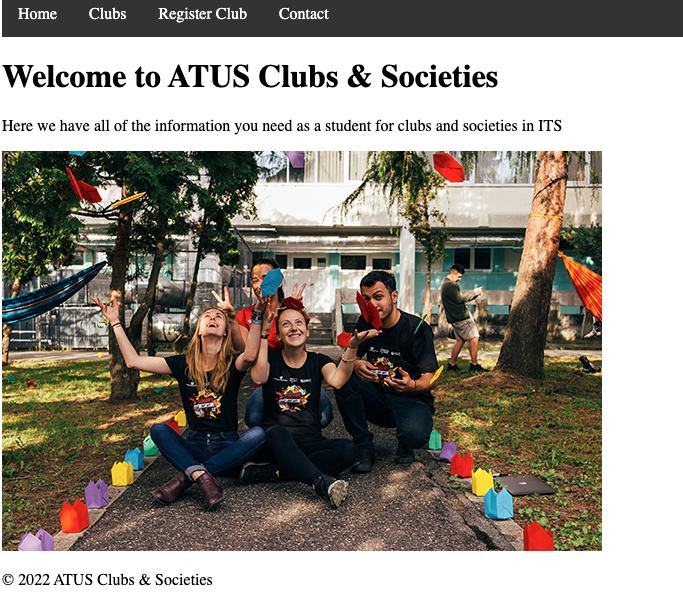 Home Clubs Register Club Contact
Welcome to ATUS Clubs & Societies
Here we have all of the information you need as a student for clubs and societies in ITS
© 2022 ATUS Clubs & Societies